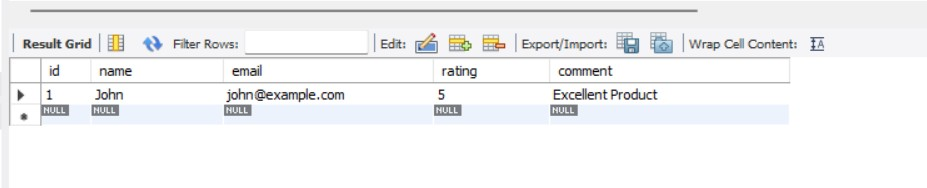 Result Grid Filter Rows: Edit: Export/Import: Wrap Cell Content: IA
id name email rating comment
1 John john@example.com 5 Excellent Product
NULL NULL NULL NULL NULL